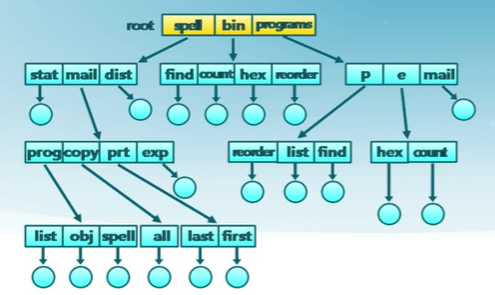 root spell bin programs
stat mail dist find count hex reorder p e mail
prog copy prt exp reorder list find hex count
list obj spell all last first